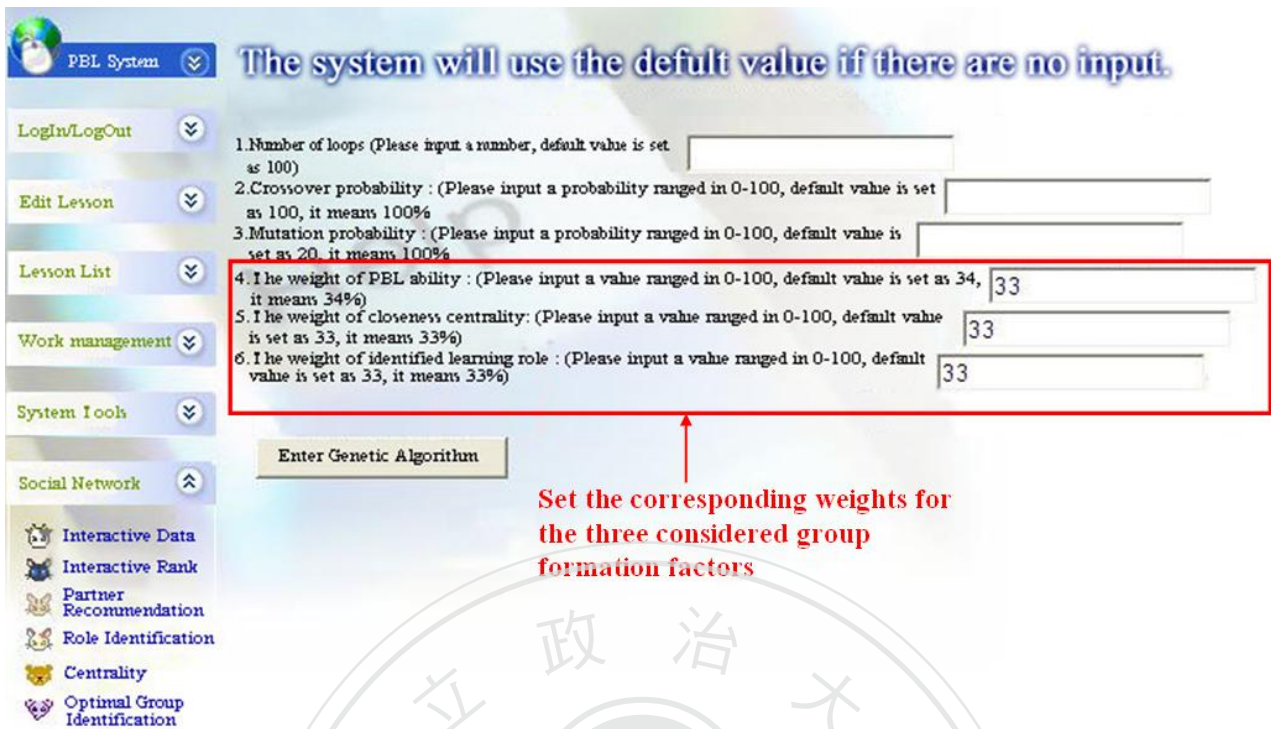 PBL System
The system will use the defult value if there are no input.
LogIn/LogOut
1.Number of loops (Please input a number, default value is set
as 100)
Edit Lesson
2.Crossover probability : (Please input a probability ranged in 0-100, default value is set
as 100, it means 100%
3.Mutation probability : (Please input a probability ranged in 0-100, default value is
set as 20, it means 100%
Help
Lesson List
4.The weight of PBL ability : (Please input a value ranged in 0-100, default value is set as 34,
it means 34%)
33
5.The weight of closeness centrality: (Please input a value ranged in 0-100, default value
is set as 33, it means 33%)
33
Work management
6.The weight of identified learning role : (Please input a value ranged in 0-100, default
value is set as 33, it means 33%)
33
System Tools
Enter Genetic Algorithm
Social Network
Set the corresponding weights for
the three considered group
formation factors
Interactive Data
Interactive Rank
Partner
Recommendation
Role Identification
Centrality
Optimal Group
Identification
立政治大